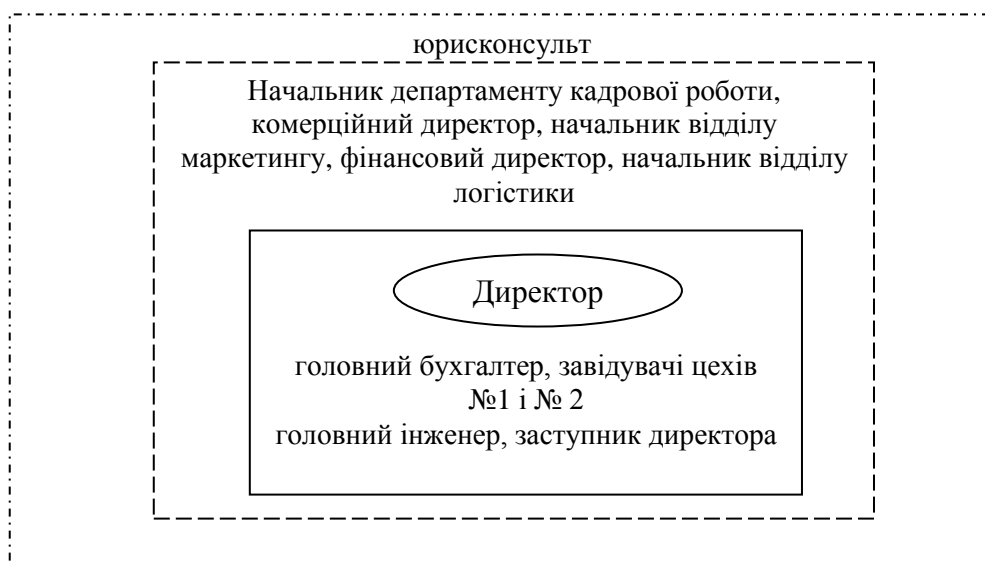 юрисконсульт
Начальник департаменту кадрової роботи,
комерційний директор, начальник відділу
маркетингу, фінансовий директор, начальник відділу
логістики
Директор
головний бухгалтер, завідувачі цехів
№1 і № 2
головний інженер, заступник директора